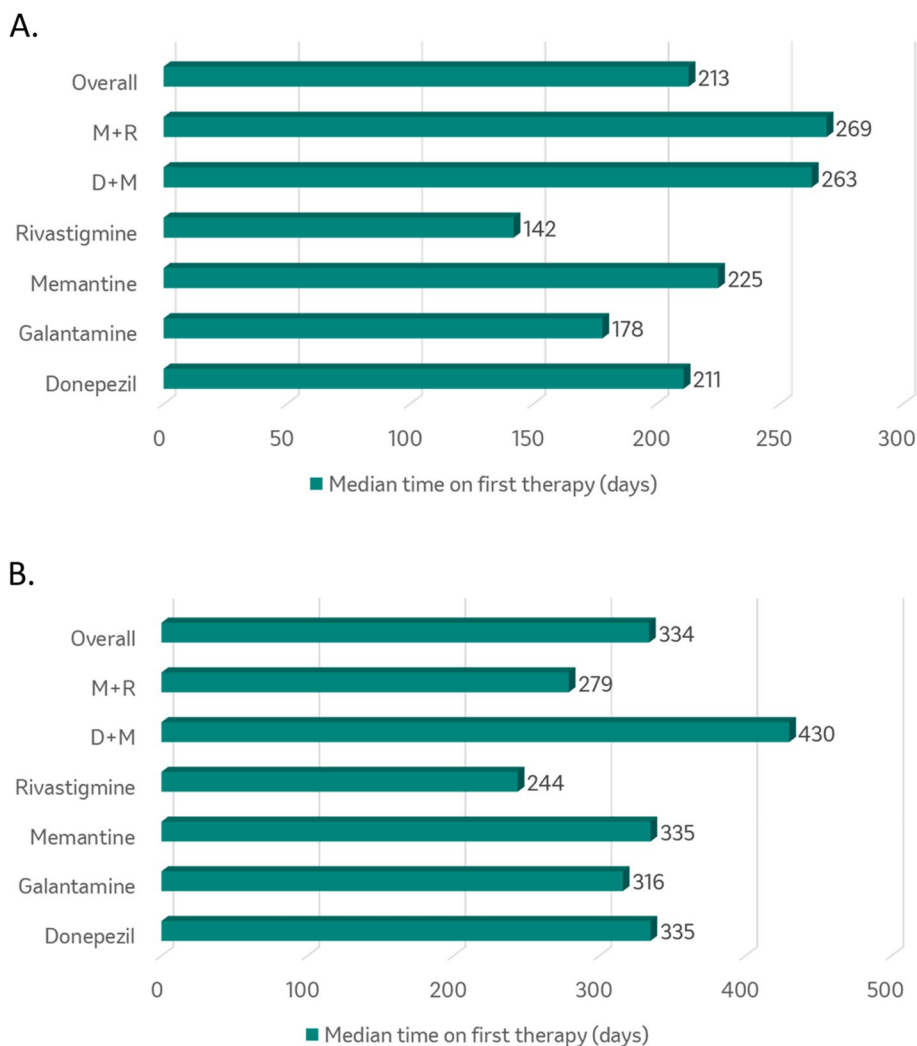 A.
Overall 213
M+R 269
D+M 263
Rivastigmine 142
Memantine 225
Galantamine 178
Donepezil 211
0 50 100 150 200 250 300
Median time on first therapy (days)
B.
Overall 334
M+R 279
D+M 430
Rivastigmine 244
Memantine 335
Galantamine 316
Donepezil 335
0 100 200 300 400 500
Median time on first therapy (days)